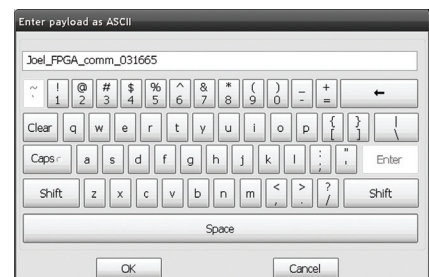 Enter payload as ASCII
Joel_FPGA_comm_031665
~ ` ! 1 @ 2 # 3 $ 4 % 5 ^ 6 & 7 * 8 ( 9 ) 0 _ - + = ←
Clear q w e r t y u i o p { [ } ] | \
Caps a s d f g h j k l : ; " ' Enter
Shift z x c v b n m < , > . ? / Shift
Space
OK Cancel